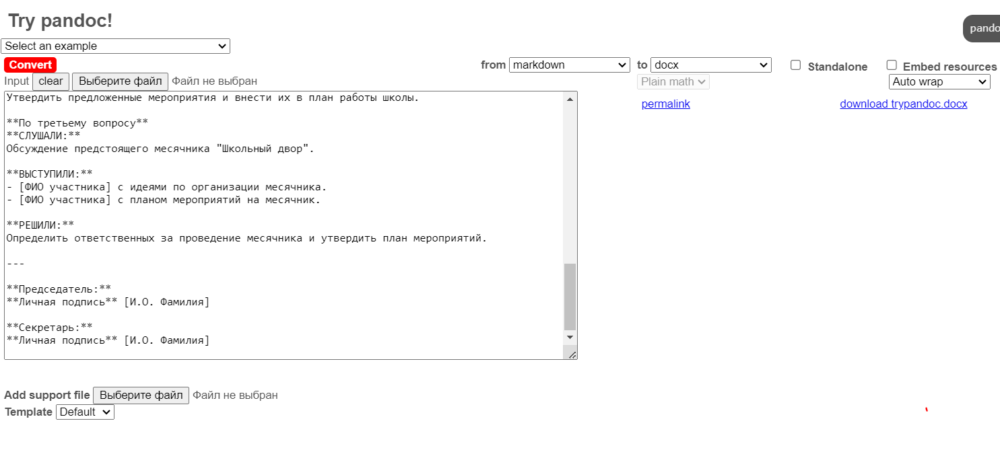 Try pandoc!
pando
Select an example
Convert
from markdown to docx Standalone Embed resources
Input clear Выберите файл Файл не выбран Plain math Auto wrap
permalink download trypandoc.docx
Утвердить предложенные мероприятия и внести их в план работы школы.
**По третьему вопросу**
**СЛУШАЛИ:**
Обсуждение предстоящего месячника "Школьный двор".
**ВЫСТУПИЛИ:**
- [ФИО участника] с идеями по организации месячника.
- [ФИО участника] с планом мероприятий на месячник.
**РЕШИЛИ:**
Определить ответственных за проведение месячника и утвердить план мероприятий.
---
**Председатель:**
**Личная подпись** [И.О. Фамилия]
**Секретарь:**
**Личная подпись** [И.О. Фамилия]
Add support file Выберите файл Файл не выбран
Template Default